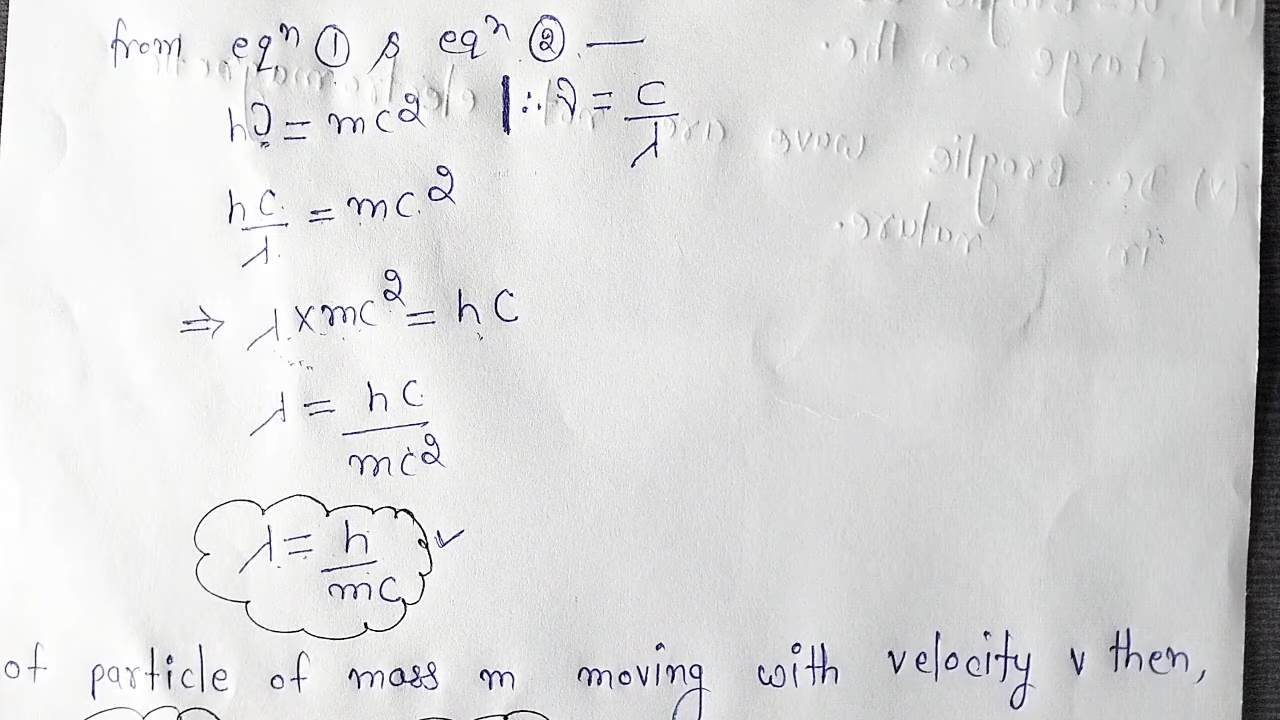 from eqⁿ ① & eqⁿ ② —
hν = mc² | ∴ ν = c/λ
hc/λ = mc²
⇒ λ × mc² = hc
λ = hc/mc²
λ = h/mc ✓
of particle of mass m moving with velocity v then,